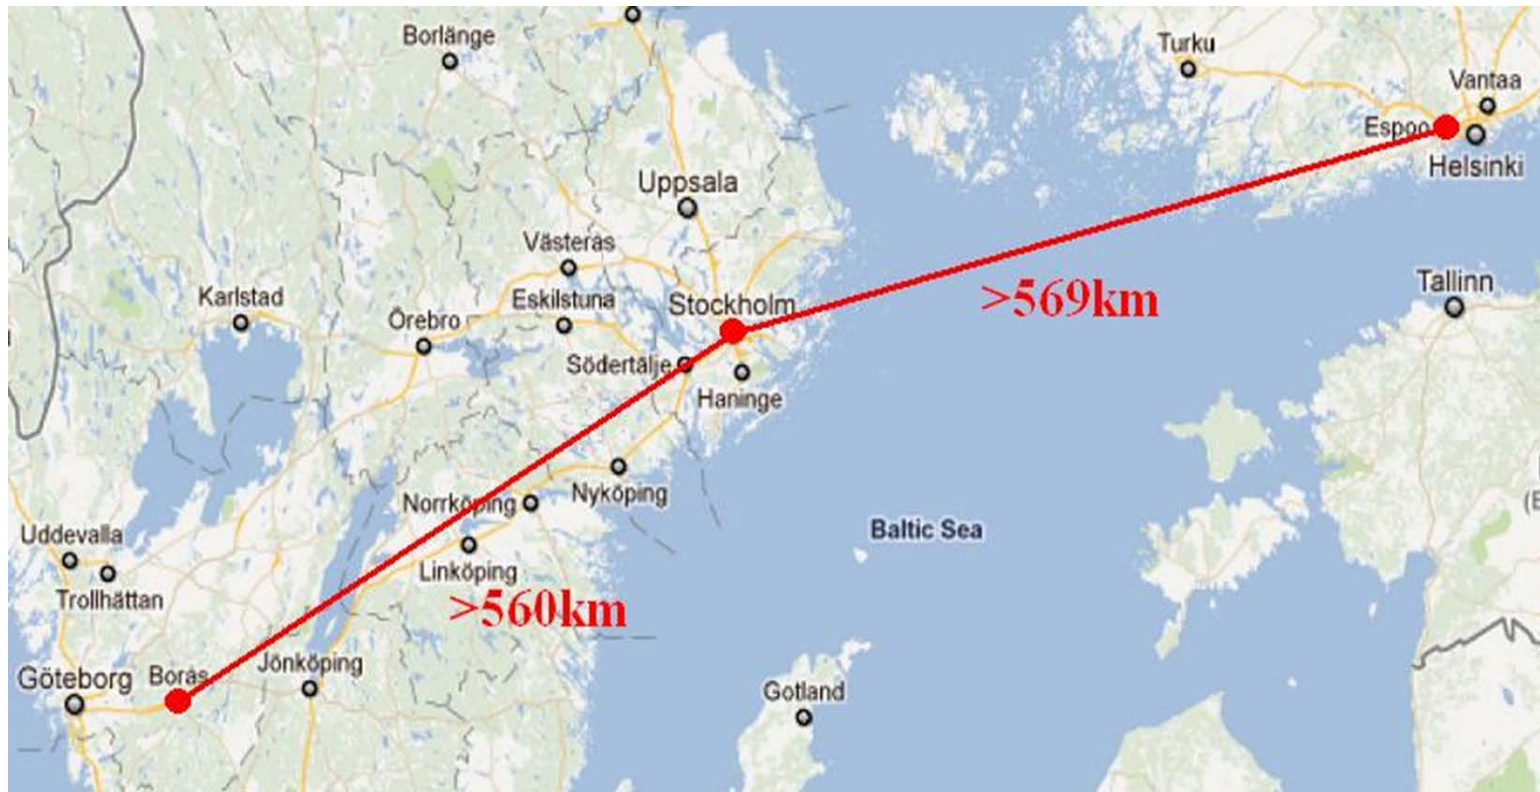 Borlänge
Turku
Vantaa
Espoo
Helsinki
Uppsala
Västeras
Karlstad
Eskilstuna
Stockholm
Örebro
>569km
Tallinn
Södertälje
Haninge
Norrköping
Nyköping
Uddevalla
Baltic Sea
Linköping
Trollhättan
>560km
Göteborg
Borås
Jönköping
Gotland